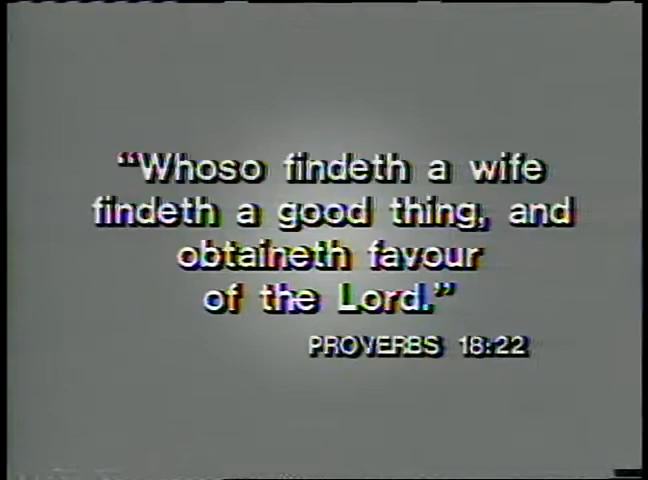 “Whoso findeth a wife
findeth a good thing, and
obtaineth favour
of the Lord.”
PROVERBS 18:22